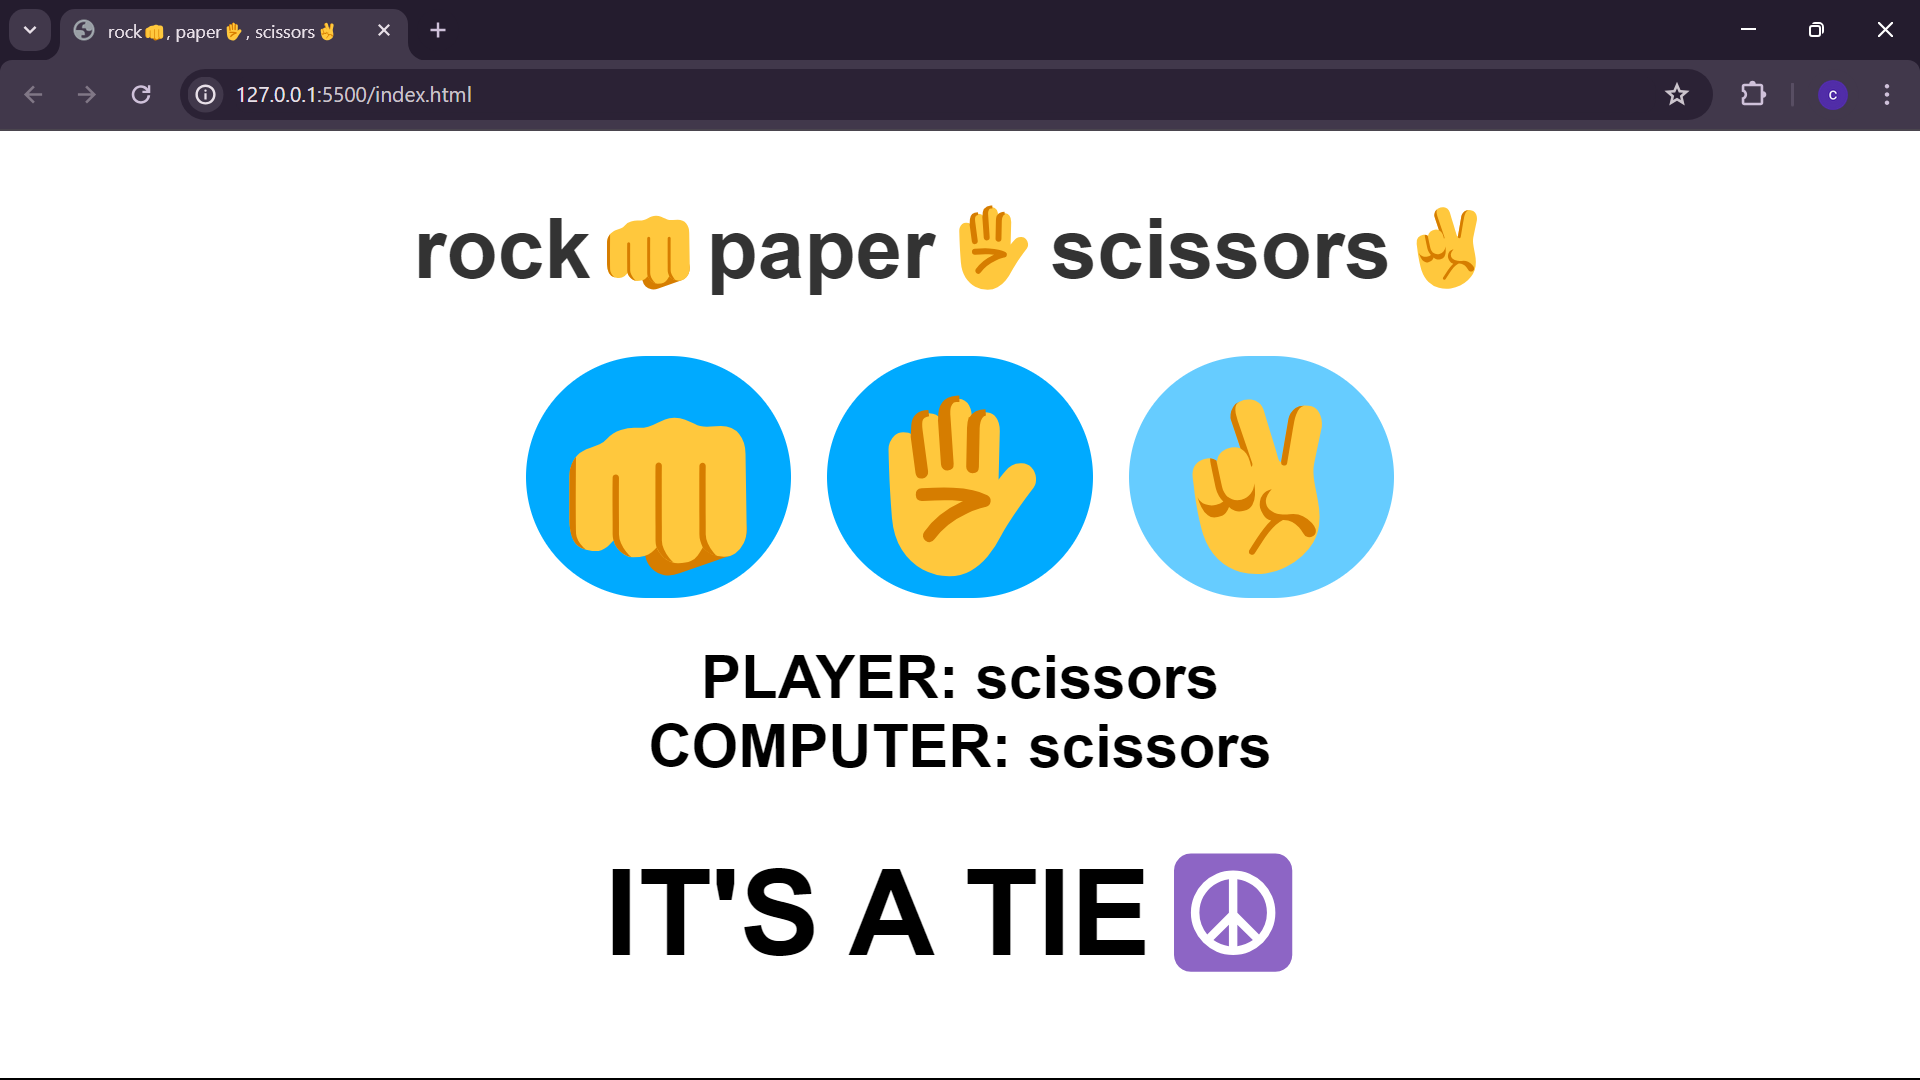 rock👊, paper✋, scissors✌
127.0.0.1:5500/index.html
C
rock👊paper✋scissors✌
PLAYER: scissors
COMPUTER: scissors
IT'S A TIE ☮